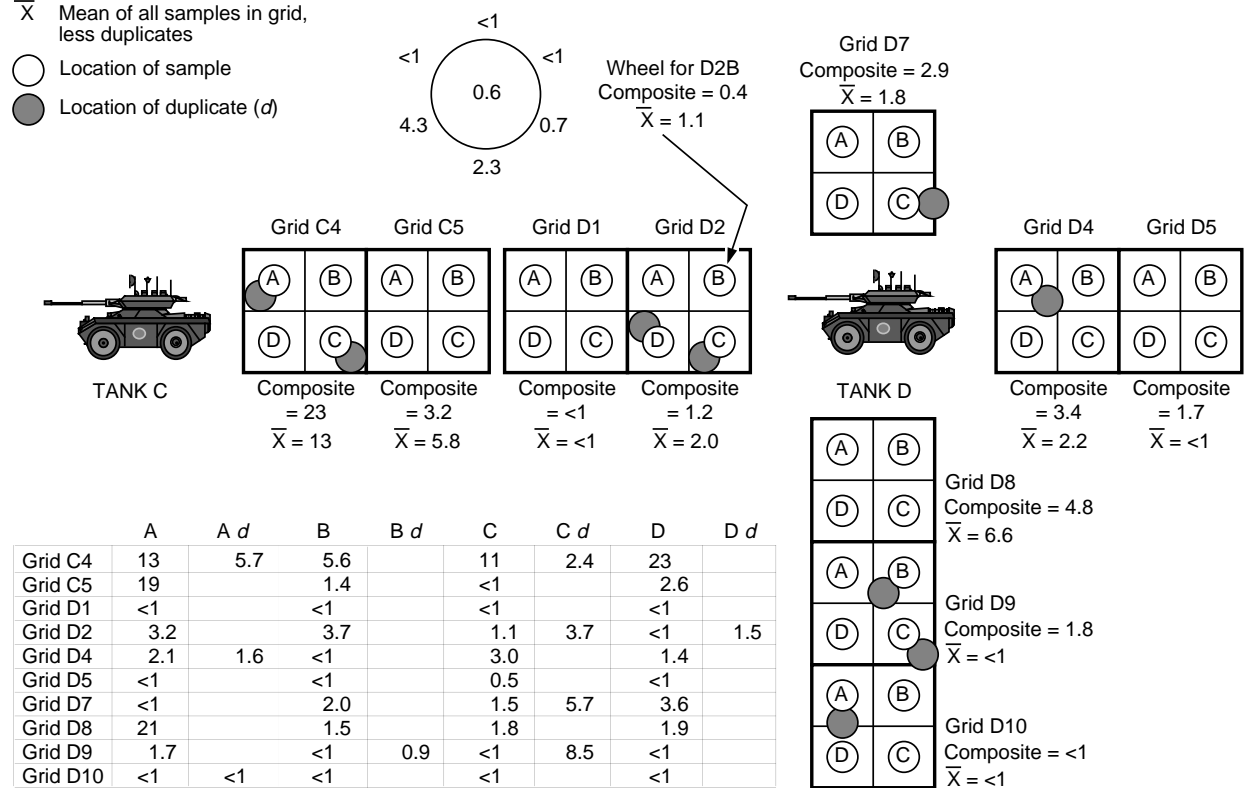 X̅ Mean of all samples in grid,
less duplicates
Location of sample
Location of duplicate (d)
<1
<1
<1
0.6
4.3
0.7
2.3
Wheel for D2B
Composite = 0.4
X̅ = 1.1
Grid D7
Composite = 2.9
X̅ = 1.8
A B
D C
Grid C4 Grid C5 Grid D1 Grid D2 Grid D4 Grid D5
A B A B A B A B A B A B
D C D C D C D C D C D C
TANK C
Composite
= 23
X̅ = 13
Composite
= 3.2
X̅ = 5.8
Composite
= <1
X̅ = <1
Composite
= 1.2
X̅ = 2.0
TANK D
Composite
= 3.4
X̅ = 2.2
Composite
= 1.7
X̅ = <1
A B
D C
Grid D8
Composite = 4.8
X̅ = 6.6
A B
D C
Grid D9
Composite = 1.8
X̅ = <1
A B
D C
Grid D10
Composite = <1
X̅ = <1
A A d B B d C C d D D d
Grid C4 13 5.7 5.6 11 2.4 23
Grid C5 19 1.4 <1 2.6
Grid D1 <1 <1 <1 <1
Grid D2 3.2 3.7 1.1 3.7 <1 1.5
Grid D4 2.1 1.6 <1 3.0 1.4
Grid D5 <1 <1 0.5 <1
Grid D7 <1 2.0 1.5 5.7 3.6
Grid D8 21 1.5 1.8 1.9
Grid D9 1.7 <1 0.9 <1 8.5 <1
Grid D10 <1 <1 <1 <1 <1